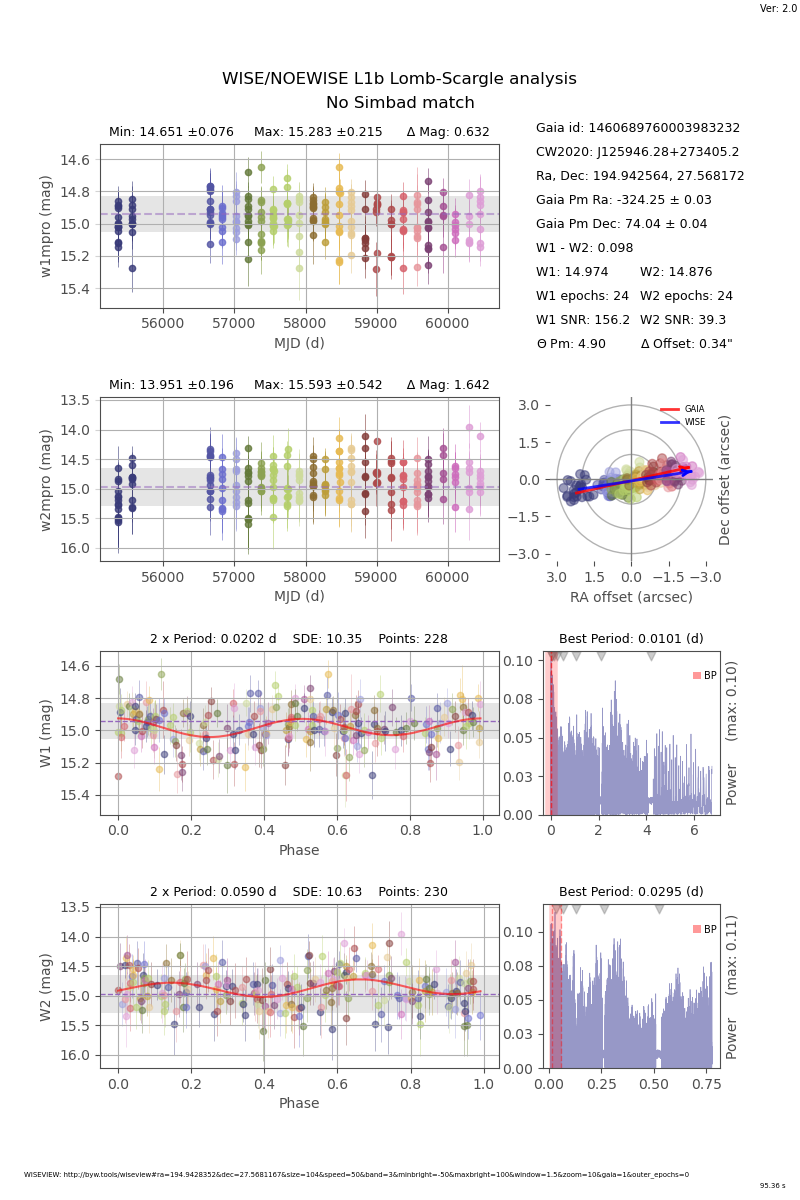 Ver: 2.0
WISE/NOEWISE L1b Lomb-Scargle analysis
No Simbad match
Min: 14.651 ±0.076 Max: 15.283 ±0.215 Δ Mag: 0.632
14.6
14.8
15.0
15.2
15.4
w1mpro (mag)
56000 57000 58000 59000 60000
MJD (d)
Gaia id: 1460689760003983232
CW2020: J125946.28+273405.2
Ra, Dec: 194.942564, 27.568172
Gaia Pm Ra: -324.25 ± 0.03
Gaia Pm Dec: 74.04 ± 0.04
W1 - W2: 0.098
W1: 14.974 W2: 14.876
W1 epochs: 24 W2 epochs: 24
W1 SNR: 156.2 W2 SNR: 39.3
Θ Pm: 4.90 Δ Offset: 0.34"
Min: 13.951 ±0.196 Max: 15.593 ±0.542 Δ Mag: 1.642
13.5
14.0
14.5
15.0
15.5
16.0
w2mpro (mag)
56000 57000 58000 59000 60000
MJD (d)
3.0
1.5
0.0
−1.5
−3.0
GAIA
WISE
Dec offset (arcsec)
3.0 1.5 0.0 −1.5 −3.0
RA offset (arcsec)
2 x Period: 0.0202 d SDE: 10.35 Points: 228
14.6
14.8
15.0
15.2
15.4
W1 (mag)
0.0 0.2 0.4 0.6 0.8 1.0
Phase
Best Period: 0.0101 (d)
0.10
0.08
0.05
0.03
0.00
BP
Power (max: 0.10)
0 2 4 6
2 x Period: 0.0590 d SDE: 10.63 Points: 230
13.5
14.0
14.5
15.0
15.5
16.0
W2 (mag)
0.0 0.2 0.4 0.6 0.8 1.0
Phase
Best Period: 0.0295 (d)
0.10
0.08
0.05
0.03
0.00
BP
Power (max: 0.11)
0.00 0.25 0.50 0.75
WISEVIEW: http://byw.tools/wiseview#ra=194.9428352&dec=27.5681167&size=104&speed=50&band=3&minbright=-50&maxbright=100&window=1.5&zoom=10&gaia=1&outer_epochs=0
95.36 s